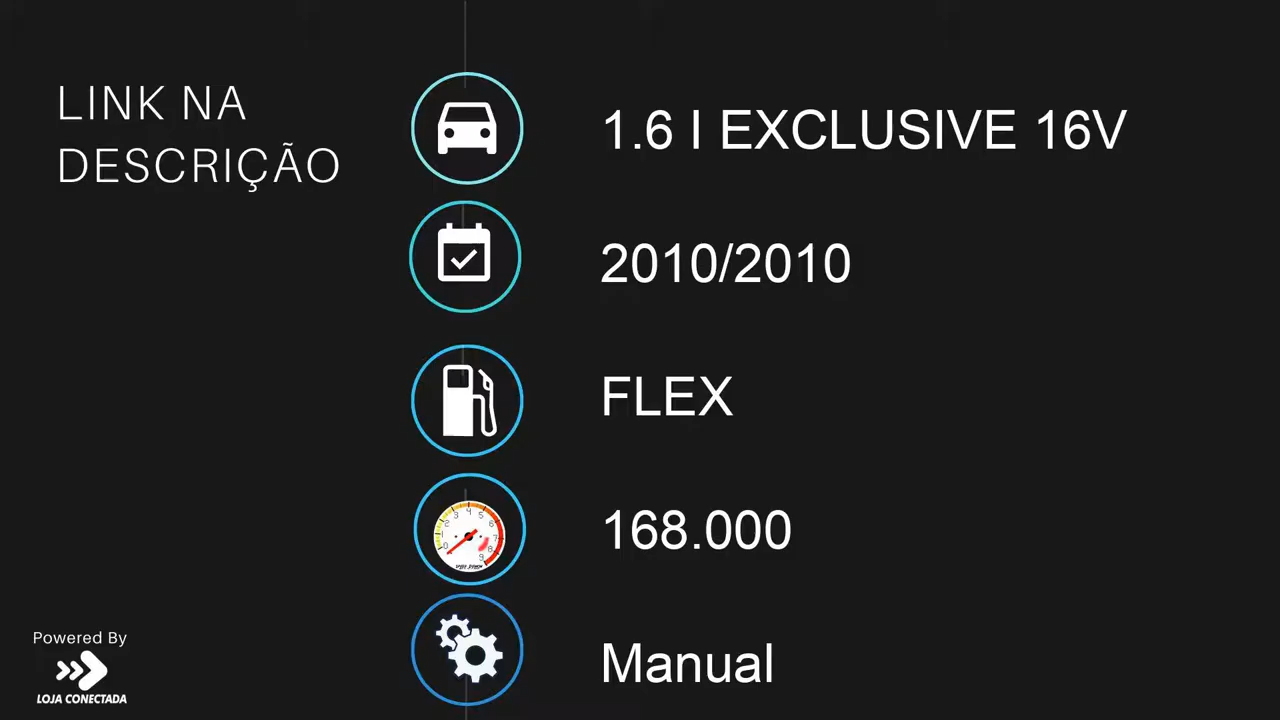 LINK NA
DESCRIÇÃO
1.6 I EXCLUSIVE 16V
2010/2010
FLEX
168.000
Manual
Powered By
LOJA CONECTADA